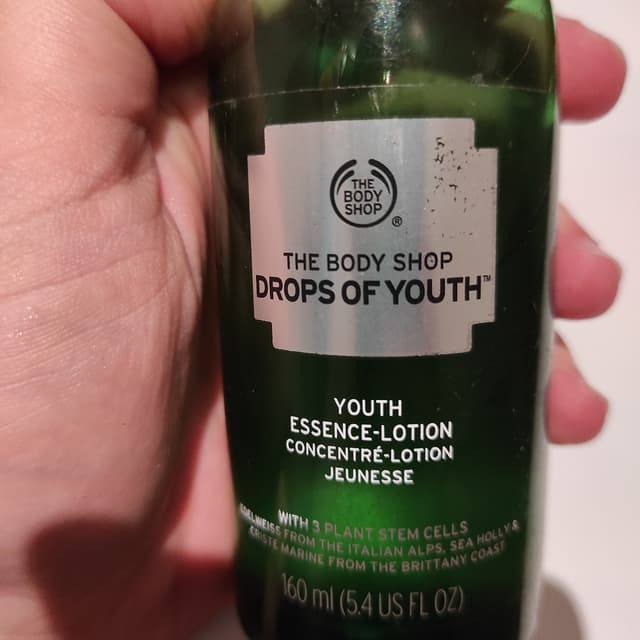 THE
BODY
SHOP
®
THE BODY SHOP
DROPS OF YOUTH™
YOUTH
ESSENCE-LOTION
CONCENTRÉ-LOTION
JEUNESSE
WITH 3 PLANT STEM CELLS
EDELWEISS FROM THE ITALIAN ALPS, SEA HOLLY &
CRISTE MARINE FROM THE BRITTANY COAST
160 ml (5.4 US FL OZ)